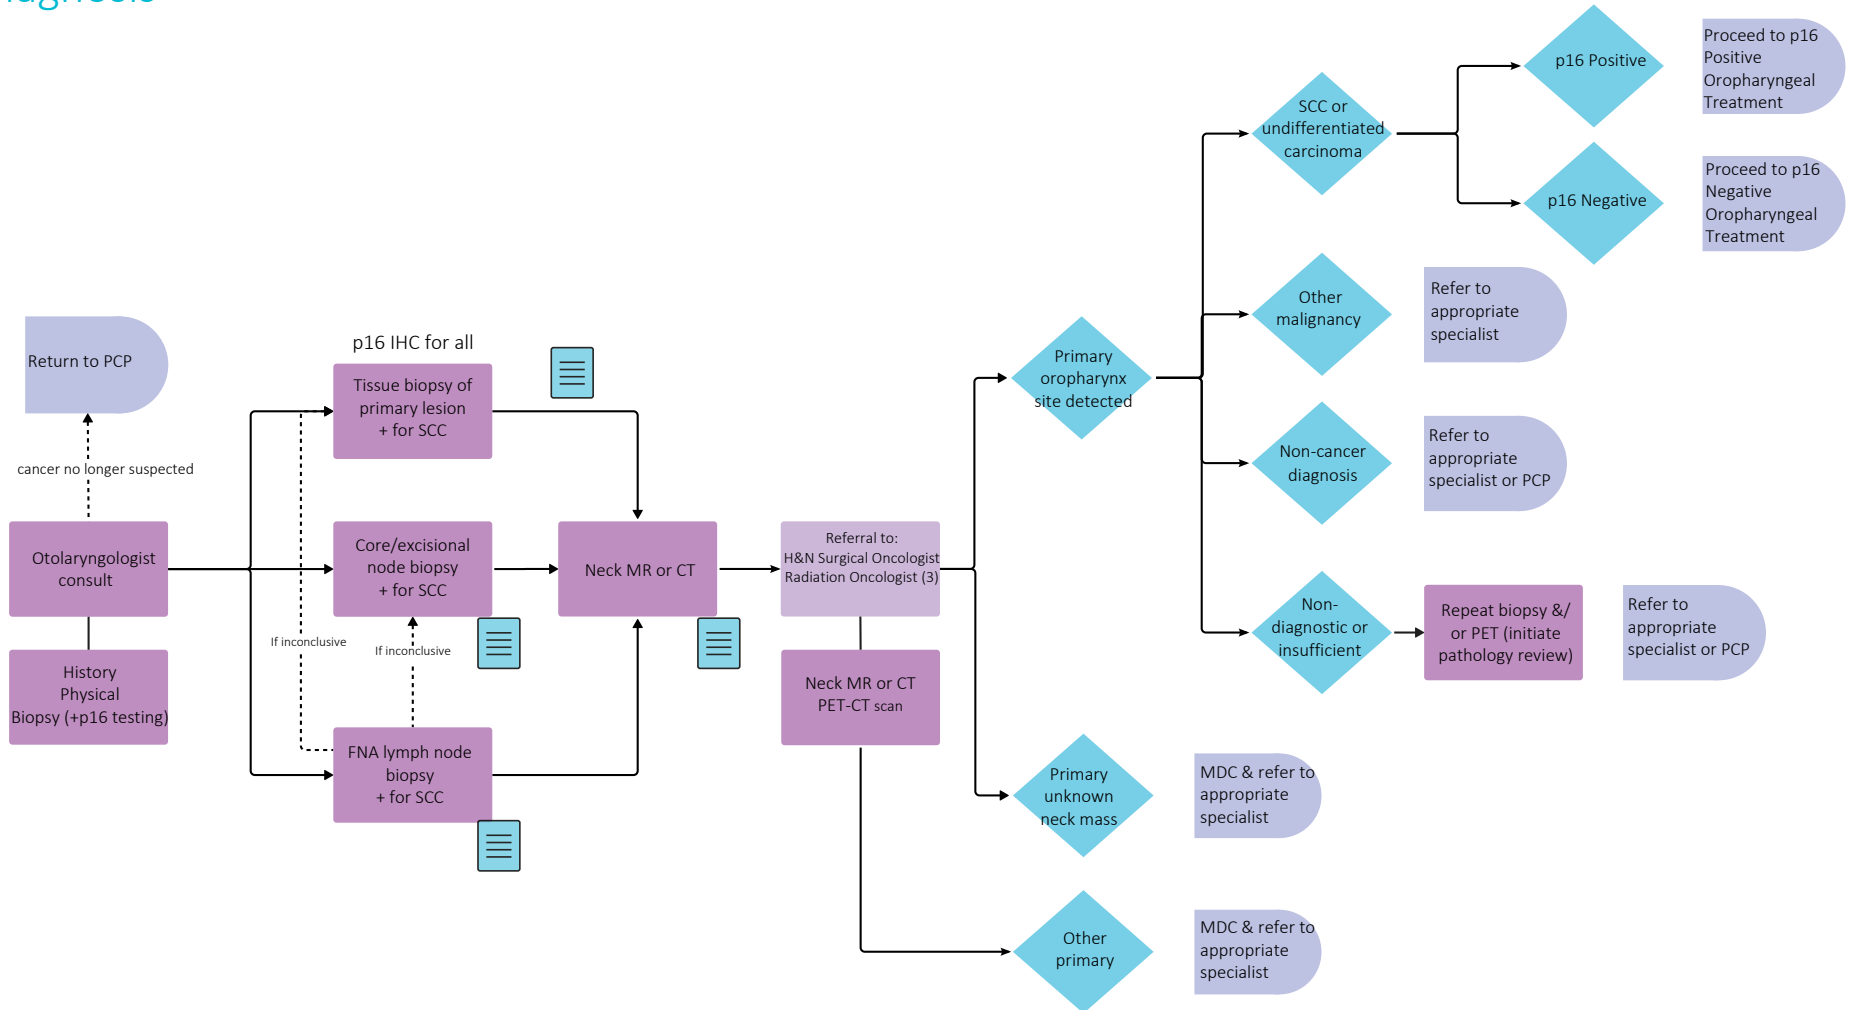 p16 Positive
Proceed to p16
Positive
Oropharyngeal
Treatment
SCC or
undifferentiated
carcinoma
p16 Negative
Proceed to p16
Negative
Oropharyngeal
Treatment
Other
malignancy
Refer to
appropriate
specialist
Return to PCP
cancer no longer suspected
p16 IHC for all
Tissue biopsy of
primary lesion
+ for SCC
Primary
oropharynx
site detected
Non-cancer
diagnosis
Refer to
appropriate
specialist or PCP
Otolaryngologist
consult
History
Physical
Biopsy (+p16 testing)
Core/excisional
node biopsy
+ for SCC
If inconclusive
If inconclusive
FNA lymph node
biopsy
+ for SCC
Neck MR or CT
Referral to:
H&N Surgical Oncologist
Radiation Oncologist (3)
Neck MR or CT
PET-CT scan
Non-
diagnostic or
insufficient
Repeat biopsy &/
or PET (initiate
pathology review)
Refer to
appropriate
specialist or PCP
Primary
unknown
neck mass
MDC & refer to
appropriate
specialist
Other
primary
MDC & refer to
appropriate
specialist